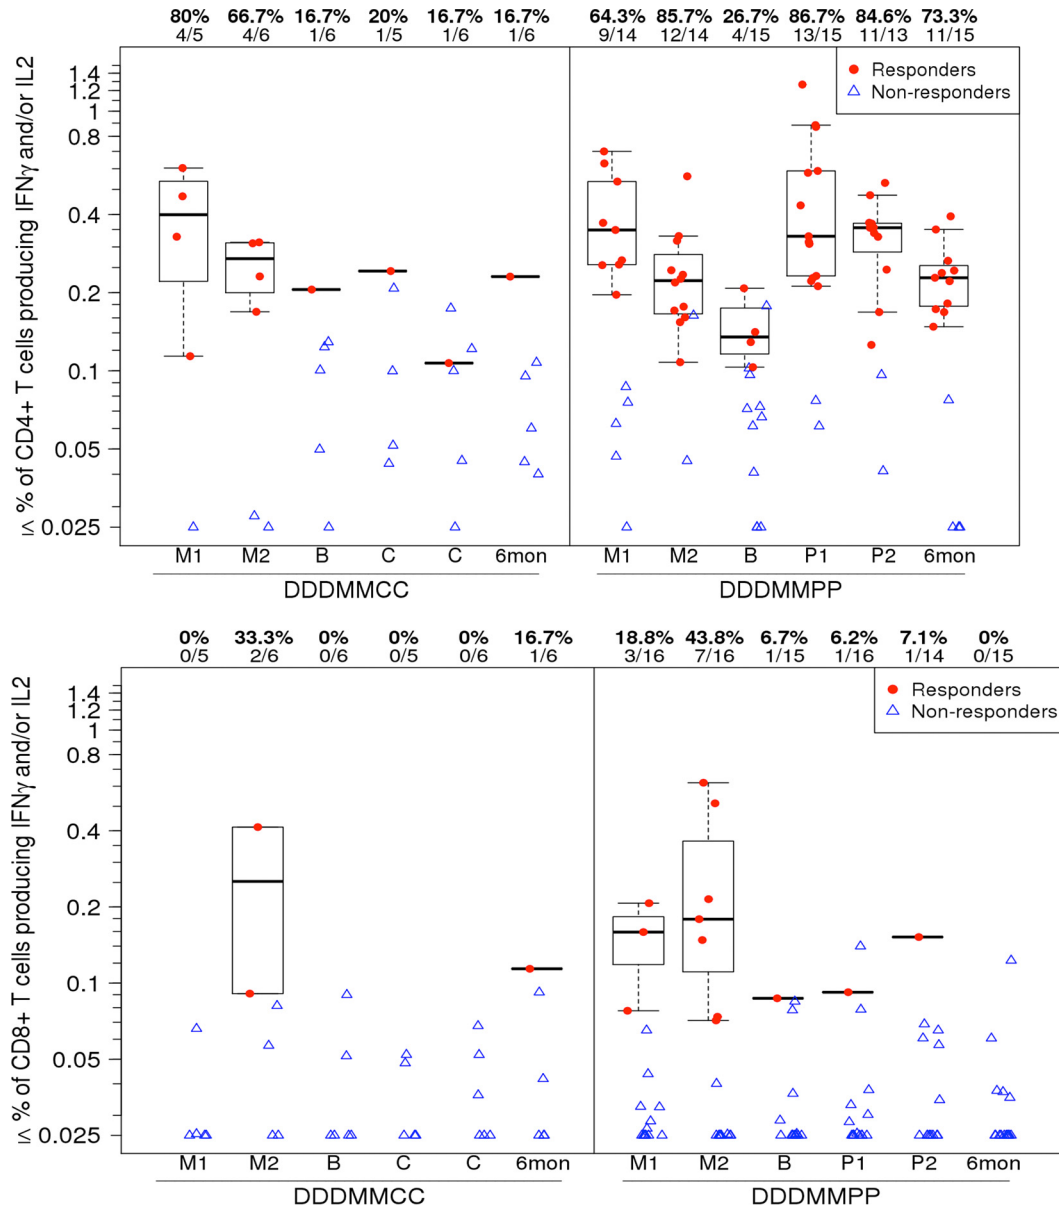 80% 66.7% 16.7% 20% 16.7% 16.7% 64.3% 85.7% 26.7% 86.7% 84.6% 73.3%
4/5 4/6 1/6 1/5 1/6 1/6 9/14 12/14 4/15 13/15 11/13 11/15
% of CD4+ T cells producing IFNγ and/or IL2
1.4
1.2
1
0.8
0.4
0.2
0.1
0.05
≤ 0.025
Responders
Non-responders
M1 M2 B C C 6mon M1 M2 B P1 P2 6mon
DDDMMCC DDDMMPP
0% 33.3% 0% 0% 0% 16.7% 18.8% 43.8% 6.7% 6.2% 7.1% 0%
0/5 2/6 0/6 0/5 0/6 1/6 3/16 7/16 1/15 1/16 1/14 0/15
% of CD8+ T cells producing IFNγ and/or IL2
1.4
1.2
1
0.8
0.4
0.2
0.1
0.05
≤ 0.025
Responders
Non-responders
M1 M2 B C C 6mon M1 M2 B P1 P2 6mon
DDDMMCC DDDMMPP